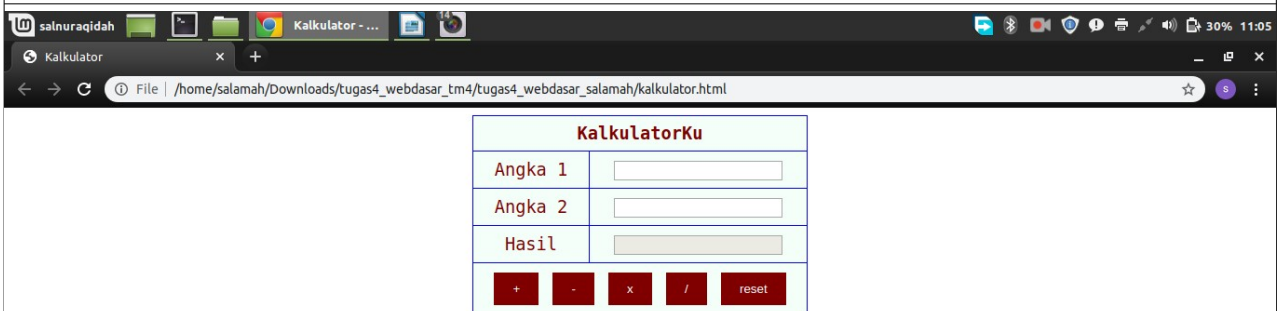 salnuraqidah Kalkulator - ... 14 30% 11:05
Kalkulator × +
File | /home/salamah/Downloads/tugas4_webdasar_tm4/tugas4_webdasar_salamah/kalkulator.html S
KalkulatorKu
Angka 1
Angka 2
Hasil
+ - x / reset